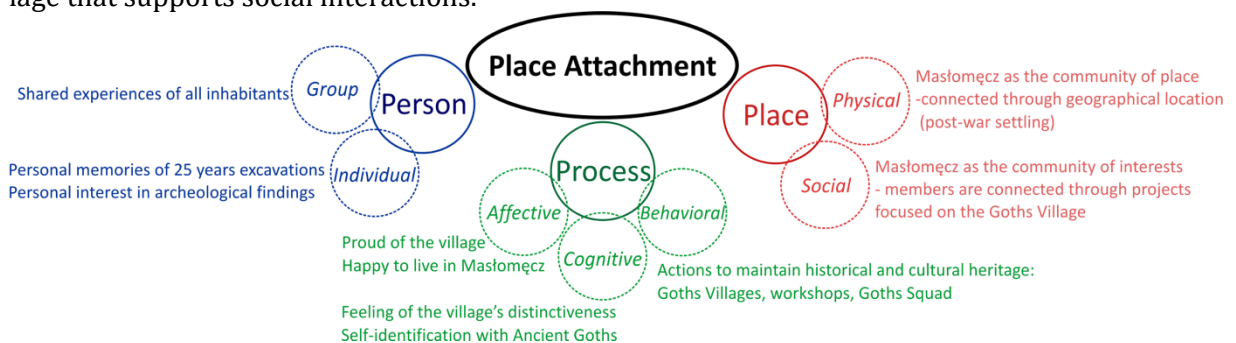 lage that supports social interactions.
Place Attachment
Group
Person
Shared experiences of all inhabitants
Individual
Personal memories of 25 years excavations
Personal interest in archeological findings
Process
Affective
Proud of the village
Happy to live in Masłomęcz
Cognitive
Feeling of the village's distinctiveness
Self-identification with Ancient Goths
Behavioral
Actions to maintain historical and cultural heritage:
Goths Villages, workshops, Goths Squad
Place
Physical
Masłomęcz as the community of place
-connected through geographical location
(post-war settling)
Social
Masłomęcz as the community of interests
- members are connected through projects
focused on the Goths Village